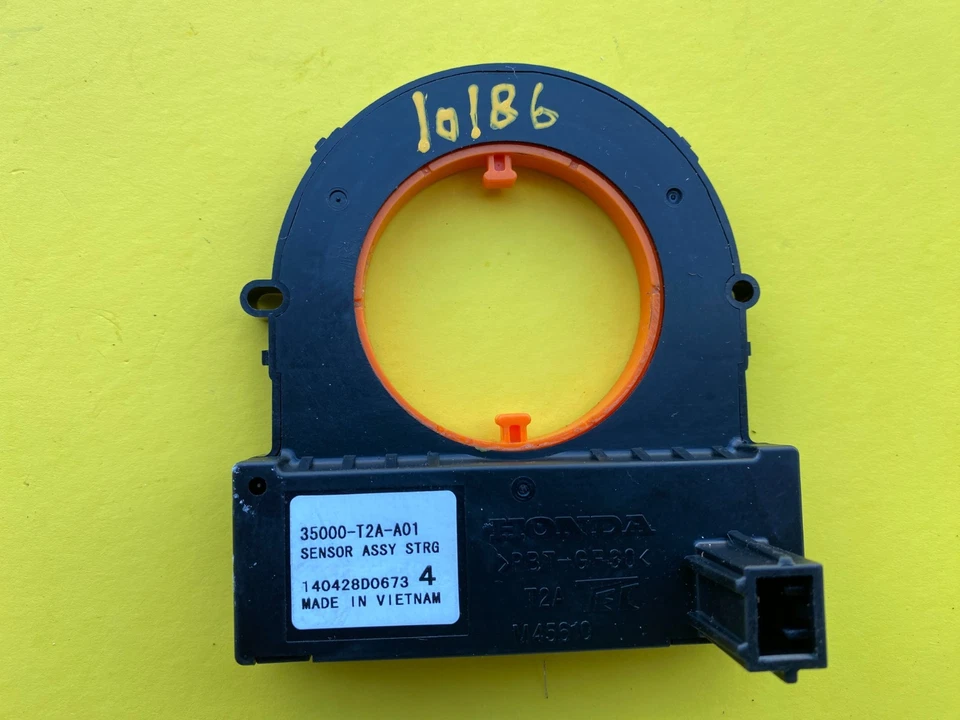 10186
35000-T2A-A01
SENSOR ASSY STRG
140428D0673 4
MADE IN VIETNAM
HONDA
>PBT-GF30<
T2A
M45610